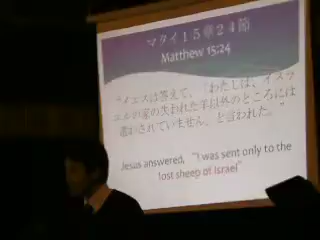 マタイ１５章２４節
Matthew 15:24
“イエスは答えて、「わたしは、イスラ
エルの家の失われた羊以外のところには
遣わされていません」と言われた。”
Jesus answered, “I was sent only to the
lost sheep of Israel”